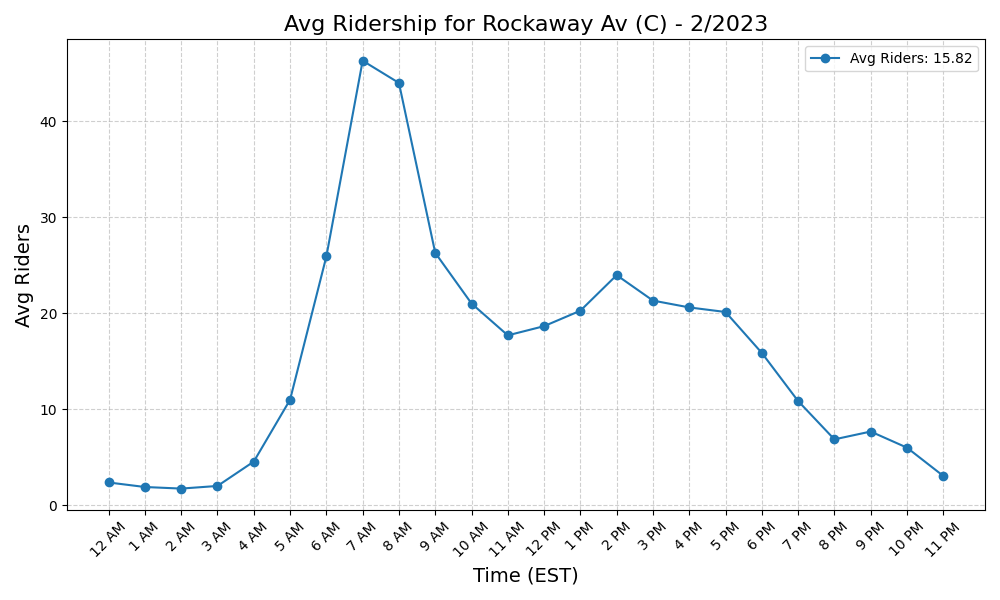 Avg Ridership for Rockaway Av (C) - 2/2023
Avg Riders: 15.82
Avg Riders
40
30
20
10
0
12 AM
1 AM
2 AM
3 AM
4 AM
5 AM
6 AM
7 AM
8 AM
9 AM
10 AM
11 AM
12 PM
1 PM
2 PM
3 PM
4 PM
5 PM
6 PM
7 PM
8 PM
9 PM
10 PM
11 PM
Time (EST)